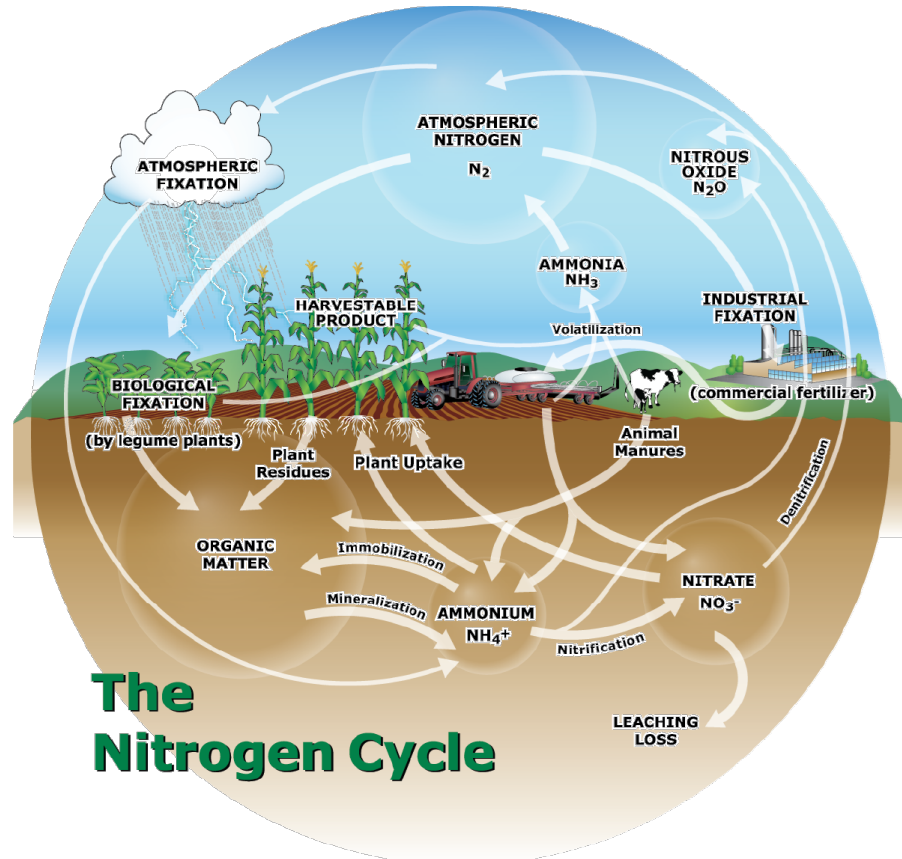 ATMOSPHERIC
NITROGEN
N₂
ATMOSPHERIC
FIXATION
NITROUS
OXIDE
N₂O
AMMONIA
NH₃
HARVESTABLE
PRODUCT
Volatilization
INDUSTRIAL
FIXATION
(commercial fertilizer)
BIOLOGICAL
FIXATION
(by legume plants)
Plant
Residues
Plant Uptake
Animal
Manures
Denitrification
ORGANIC
MATTER
Immobilization
Mineralization
AMMONIUM
NH₄⁺
Nitrification
NITRATE
NO₃⁻
LEACHING
LOSS
The
Nitrogen Cycle